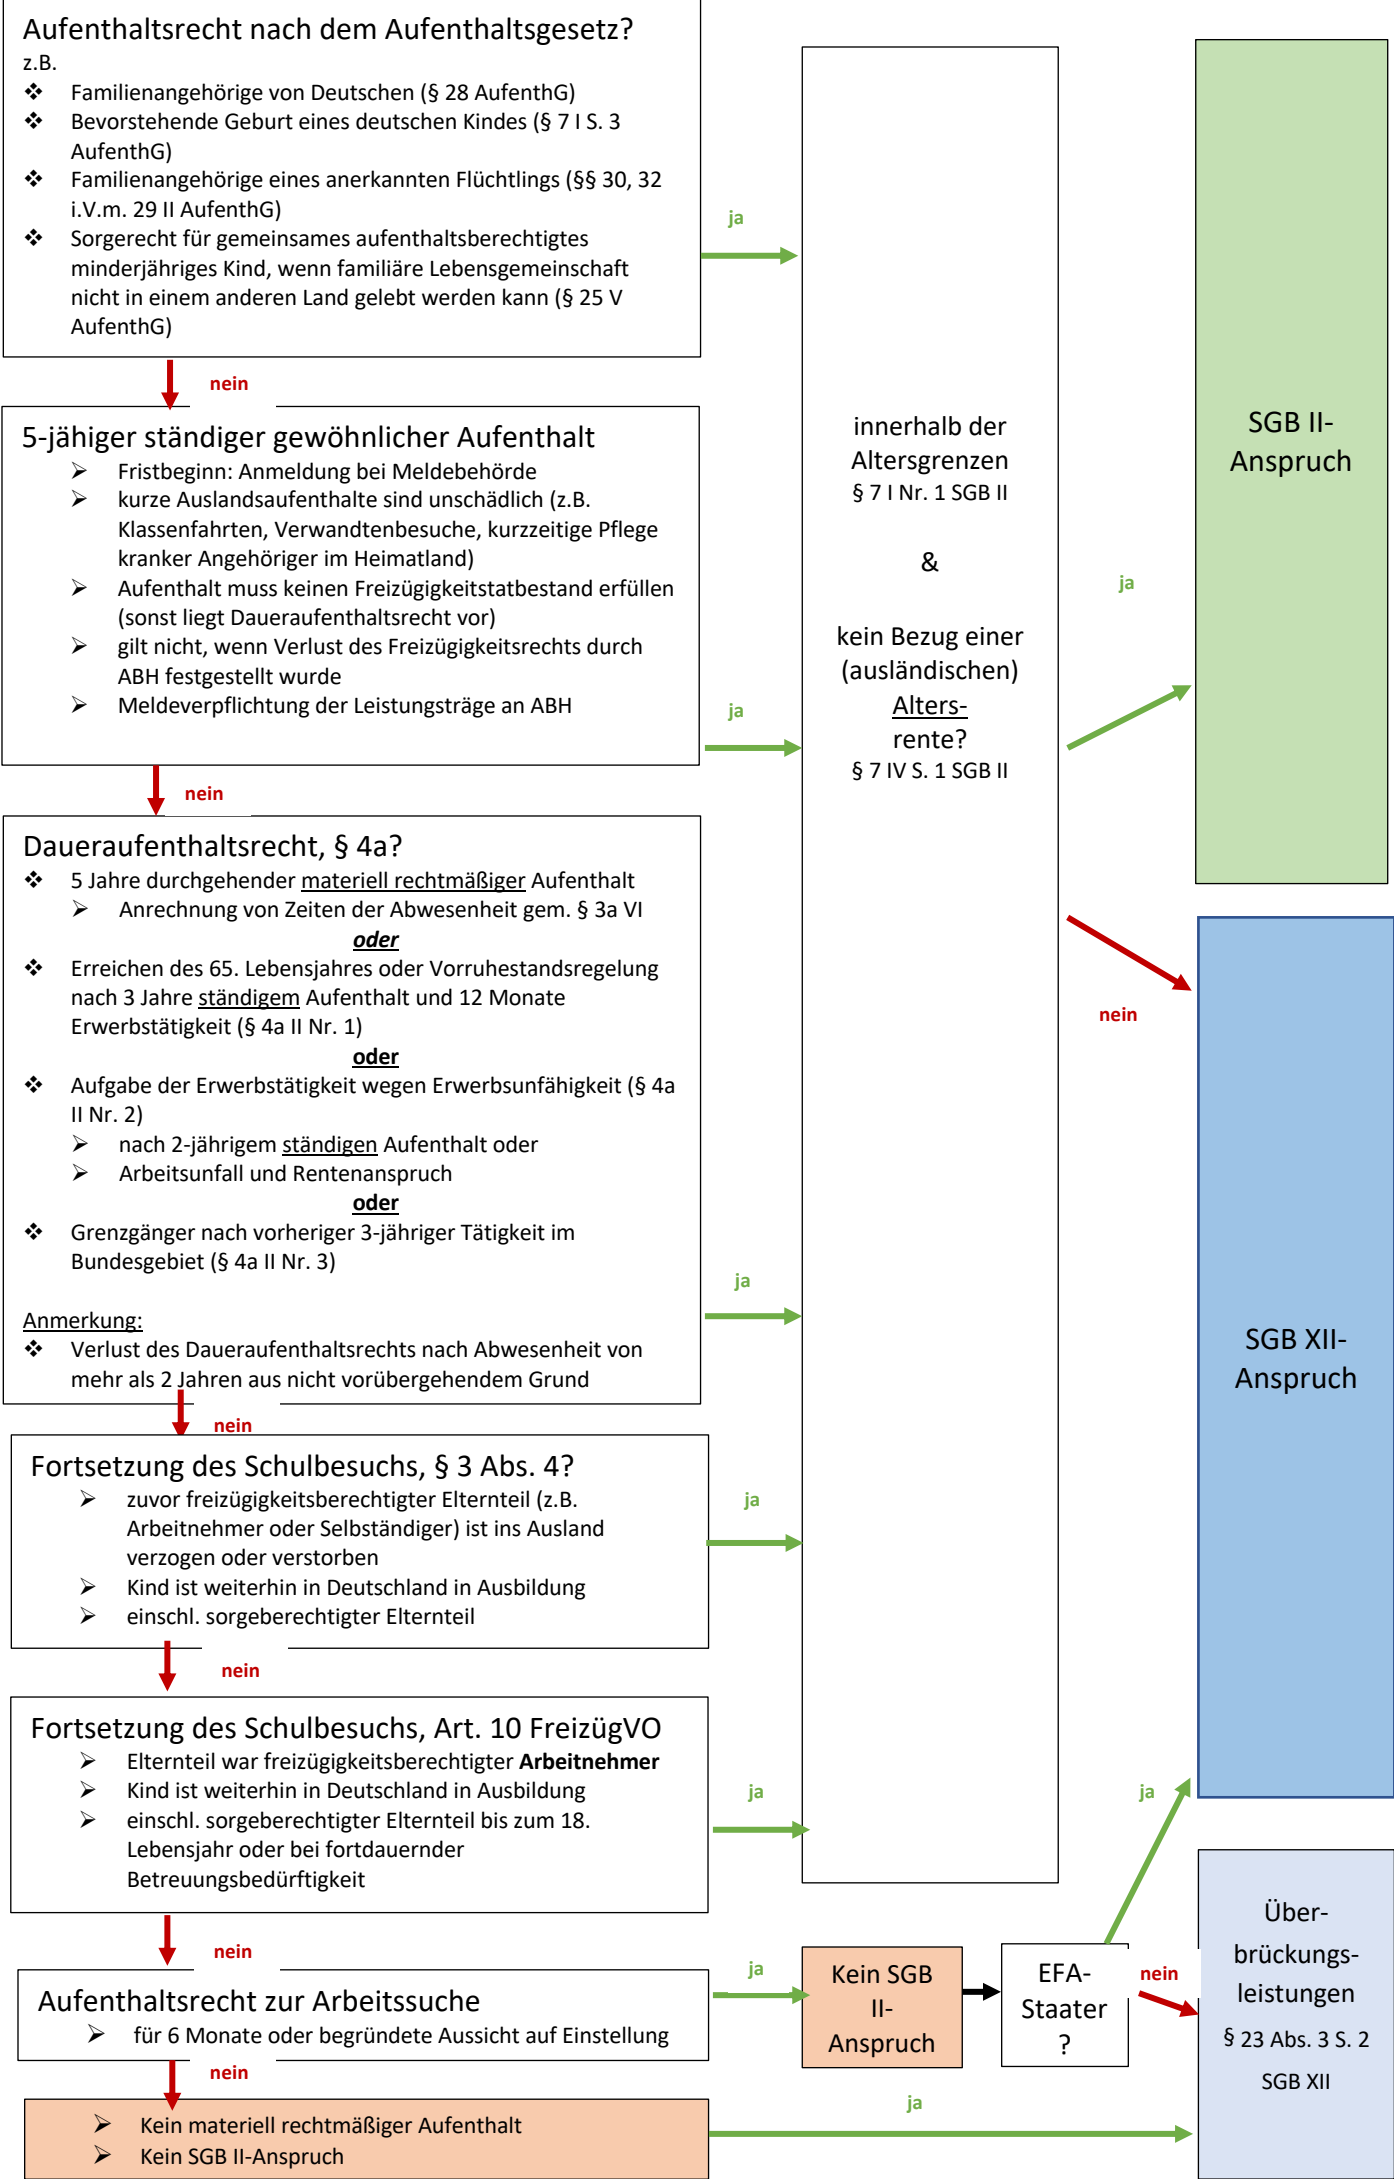 Aufenthaltsrecht nach dem Aufenthaltsgesetz?
z.B.
❖ Familienangehörige von Deutschen (§ 28 AufenthG)
❖ Bevorstehende Geburt eines deutschen Kindes (§ 7 I S. 3
AufenthG)
❖ Familienangehörige eines anerkannten Flüchtlings (§§ 30, 32
i.V.m. 29 II AufenthG)
❖ Sorgerecht für gemeinsames aufenthaltsberechtigtes
minderjähriges Kind, wenn familiäre Lebensgemeinschaft
nicht in einem anderen Land gelebt werden kann (§ 25 V
AufenthG)
ja
nein
5-jähiger ständiger gewöhnlicher Aufenthalt
➢ Fristbeginn: Anmeldung bei Meldebehörde
➢ kurze Auslandsaufenthalte sind unschädlich (z.B.
Klassenfahrten, Verwandtenbesuche, kurzzeitige Pflege
kranker Angehöriger im Heimatland)
➢ Aufenthalt muss keinen Freizügigkeitstatbestand erfüllen
(sonst liegt Daueraufenthaltsrecht vor)
➢ gilt nicht, wenn Verlust des Freizügigkeitsrechts durch
ABH festgestellt wurde
➢ Meldeverpflichtung der Leistungsträge an ABH
ja
nein
Daueraufenthaltsrecht, § 4a?
❖ 5 Jahre durchgehender materiell rechtmäßiger Aufenthalt
➢ Anrechnung von Zeiten der Abwesenheit gem. § 3a VI
oder
❖ Erreichen des 65. Lebensjahres oder Vorruhestandsregelung
nach 3 Jahre ständigem Aufenthalt und 12 Monate
Erwerbstätigkeit (§ 4a II Nr. 1)
oder
❖ Aufgabe der Erwerbstätigkeit wegen Erwerbsunfähigkeit (§ 4a
II Nr. 2)
➢ nach 2-jährigem ständigen Aufenthalt oder
➢ Arbeitsunfall und Rentenanspruch
oder
❖ Grenzgänger nach vorheriger 3-jähriger Tätigkeit im
Bundesgebiet (§ 4a II Nr. 3)
Anmerkung:
❖ Verlust des Daueraufenthaltsrechts nach Abwesenheit von
mehr als 2 Jahren aus nicht vorübergehendem Grund
ja
nein
Fortsetzung des Schulbesuchs, § 3 Abs. 4?
➢ zuvor freizügigkeitsberechtigter Elternteil (z.B.
Arbeitnehmer oder Selbständiger) ist ins Ausland
verzogen oder verstorben
➢ Kind ist weiterhin in Deutschland in Ausbildung
➢ einschl. sorgeberechtigter Elternteil
ja
nein
Fortsetzung des Schulbesuchs, Art. 10 FreizügVO
➢ Elternteil war freizügigkeitsberechtigter Arbeitnehmer
➢ Kind ist weiterhin in Deutschland in Ausbildung
➢ einschl. sorgeberechtigter Elternteil bis zum 18.
Lebensjahr oder bei fortdauernder
Betreuungsbedürftigkeit
ja
nein
Aufenthaltsrecht zur Arbeitssuche
➢ für 6 Monate oder begründete Aussicht auf Einstellung
ja
nein
➢ Kein materiell rechtmäßiger Aufenthalt
➢ Kein SGB II-Anspruch
ja
innerhalb der
Altersgrenzen
§ 7 I Nr. 1 SGB II
&
kein Bezug einer
(ausländischen)
Alters-
rente?
§ 7 IV S. 1 SGB II
ja
nein
Kein SGB
II-
Anspruch
EFA-
Staater
?
ja
nein
SGB II-
Anspruch
SGB XII-
Anspruch
Über-
brückungs-
leistungen
§ 23 Abs. 3 S. 2
SGB XII